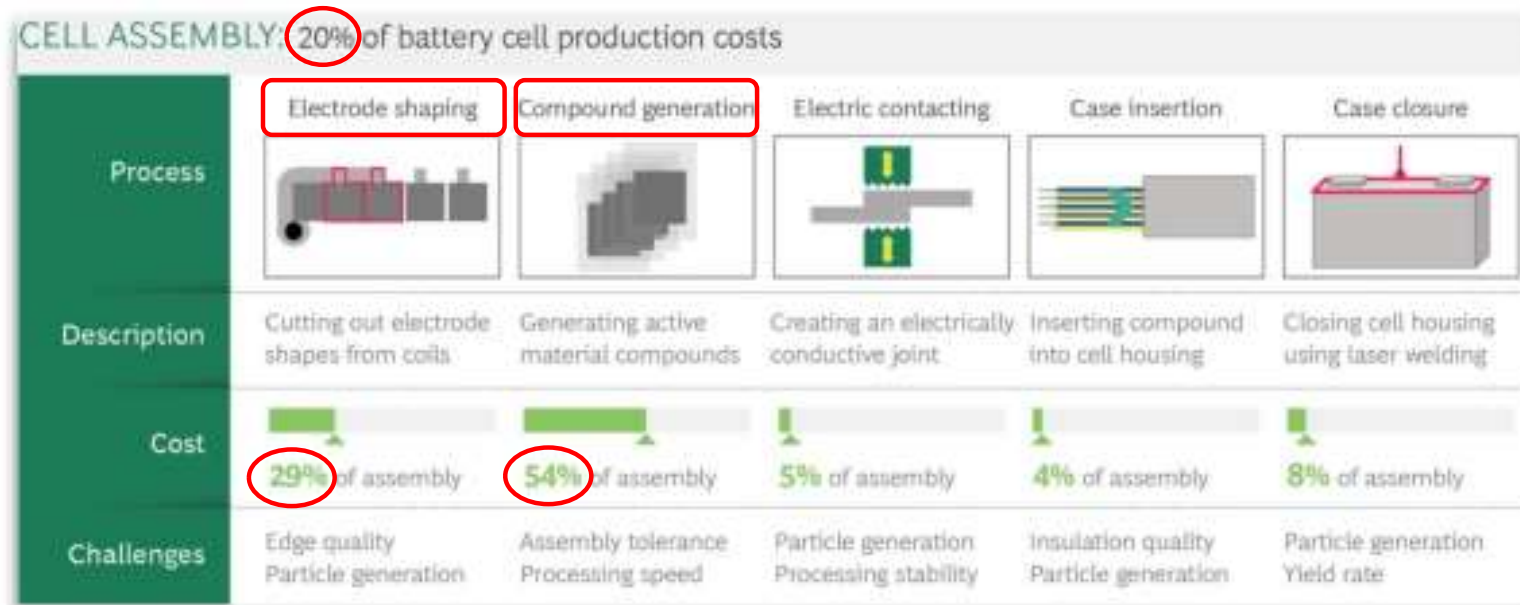 CELL ASSEMBLY: 20% of battery cell production costs
Process
Electrode shaping
Compound generation
Electric contacting
Case insertion
Case closure
Description
Cutting out electrode
shapes from coils
Generating active
material compounds
Creating an electrically
conductive joint
Inserting compound
into cell housing
Closing cell housing
using laser welding
Cost
29% of assembly
54% of assembly
5% of assembly
4% of assembly
8% of assembly
Challenges
Edge quality
Particle generation
Assembly tolerance
Processing speed
Particle generation
Processing stability
Insulation quality
Particle generation
Particle generation
Yield rate